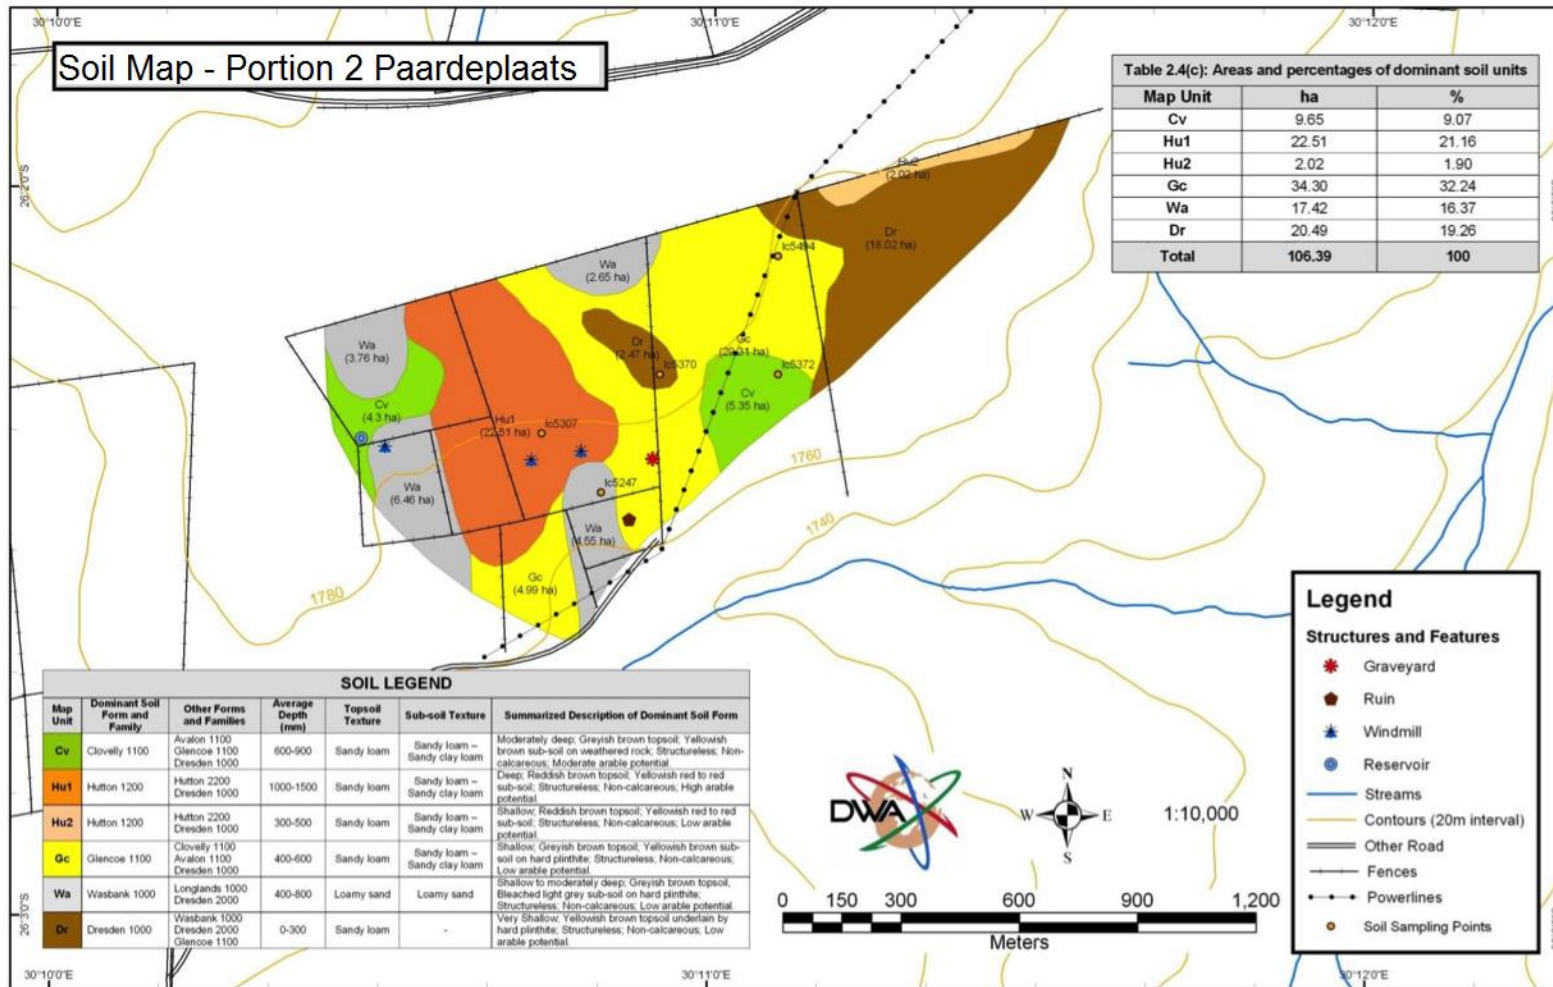 30°10'0"E 30°11'0"E 30°12'0"E
Soil Map - Portion 2 Paardeplaats
Table 2.4(c): Areas and percentages of dominant soil units
Map Unit ha %
Cv 9.65 9.07
Hu1 22.51 21.16
Hu2 2.02 1.90
Gc 34.30 32.24
Wa 17.42 16.37
Dr 20.49 19.26
Total 106.39 100
26°2'0"S
Hu2
(2.02 ha)
Dr
(18.02 ha)
Ic5494
Wa
(2.65 ha)
Wa
(3.76 ha)
Dr
(2.47 ha)
Ic5370
Gc
(29.31 ha)
Ic5372
Cv
(5.35 ha)
Cv
(4.3 ha)
Hu1
(22.51 ha)
Ic5307
Wa
(6.46 ha)
Ic5247
Wa
(4.55 ha)
Gc
(4.99 ha)
1760
1740
1780
Legend
Structures and Features
Graveyard
Ruin
Windmill
Reservoir
Streams
Contours (20m interval)
Other Road
Fences
Powerlines
Soil Sampling Points
SOIL LEGEND
Map Unit Dominant Soil Form and Family Other Forms and Families Average Depth (mm) Topsoil Texture Sub-soil Texture Summarized Description of Dominant Soil Form
Cv Clovelly 1100 Avalon 1100 Glencoe 1100 Dresden 1000 600-900 Sandy loam Sandy loam – Sandy clay loam Moderately deep; Greyish brown topsoil; Yellowish brown sub-soil on weathered rock; Structureless; Non-calcareous; Moderate arable potential.
Hu1 Hutton 1200 Hutton 2200 Dresden 1000 1000-1500 Sandy loam Sandy loam – Sandy clay loam Deep; Reddish brown topsoil; Yellowish red to red sub-soil; Structureless; Non-calcareous; High arable potential.
Hu2 Hutton 1200 Hutton 2200 Dresden 1000 300-500 Sandy loam Sandy loam – Sandy clay loam Shallow; Reddish brown topsoil; Yellowish red to red sub-soil; Structureless; Non-calcareous; Low arable potential.
Gc Glencoe 1100 Clovelly 1100 Avalon 1100 Dresden 1000 400-600 Sandy loam Sandy loam – Sandy clay loam Shallow; Greyish brown topsoil; Yellowish brown sub-soil on hard plinthite; Structureless; Non-calcareous; Low arable potential.
Wa Wasbank 1000 Longlands 1000 Dresden 2000 400-800 Loamy sand Loamy sand Shallow to moderately deep; Greyish brown topsoil, Bleached light grey sub-soil on hard plinthite; Structureless; Non-calcareous; Low arable potential.
Dr Dresden 1000 Wasbank 1000 Dresden 2000 Glencoe 1100 0-300 Sandy loam - Very Shallow; Yellowish brown topsoil underlain by hard plinthite; Structureless; Non-calcareous; Low arable potential.
26°3'0"S
DWA
N
W E
S
1:10,000
0 150 300 600 900 1,200
Meters
30°10'0"E 30°11'0"E 30°12'0"E